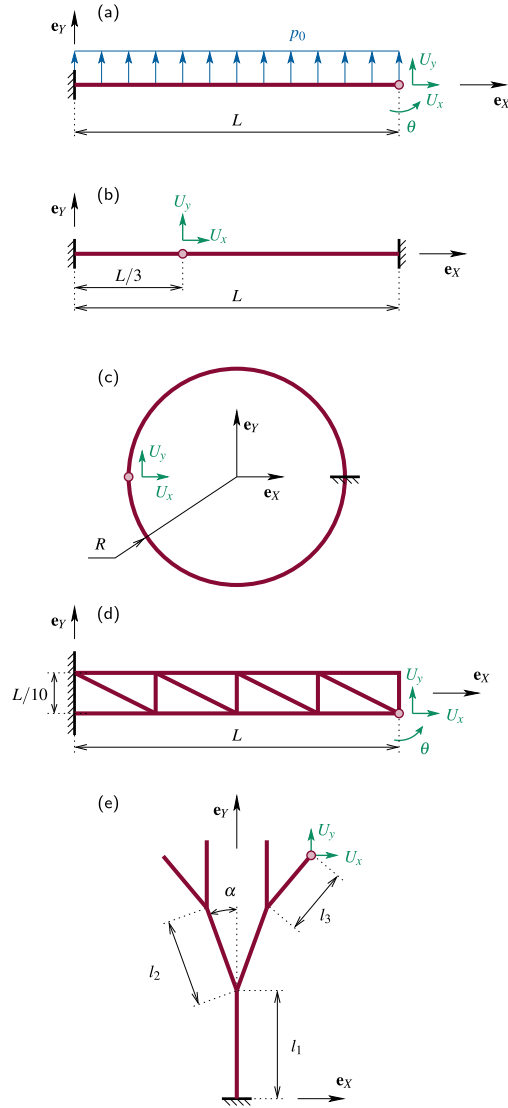 (a)
e_Y
p_0
U_y
U_x
e_X
θ
L
(b)
e_Y
U_y
U_x
e_X
L/3
L
(c)
e_Y
U_y
U_x
e_X
R
(d)
e_Y
L/10
U_y
e_X
U_x
L
θ
(e)
e_Y
U_y
U_x
α
l_3
l_2
l_1
e_X